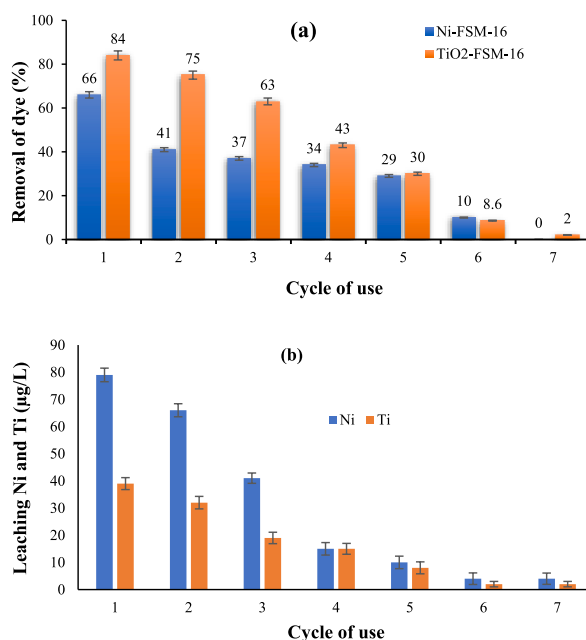 (a)
Ni-FSM-16
TiO2-FSM-16
Removal of dye (%)
100
80
60
40
20
0
66 84 41 75 37 63 34 43 29 30 10 8.6 0 2
1 2 3 4 5 6 7
Cycle of use
(b)
Ni Ti
Leaching Ni and Ti (µg/L)
90
80
70
60
50
40
30
20
10
0
1 2 3 4 5 6 7
Cycle of use